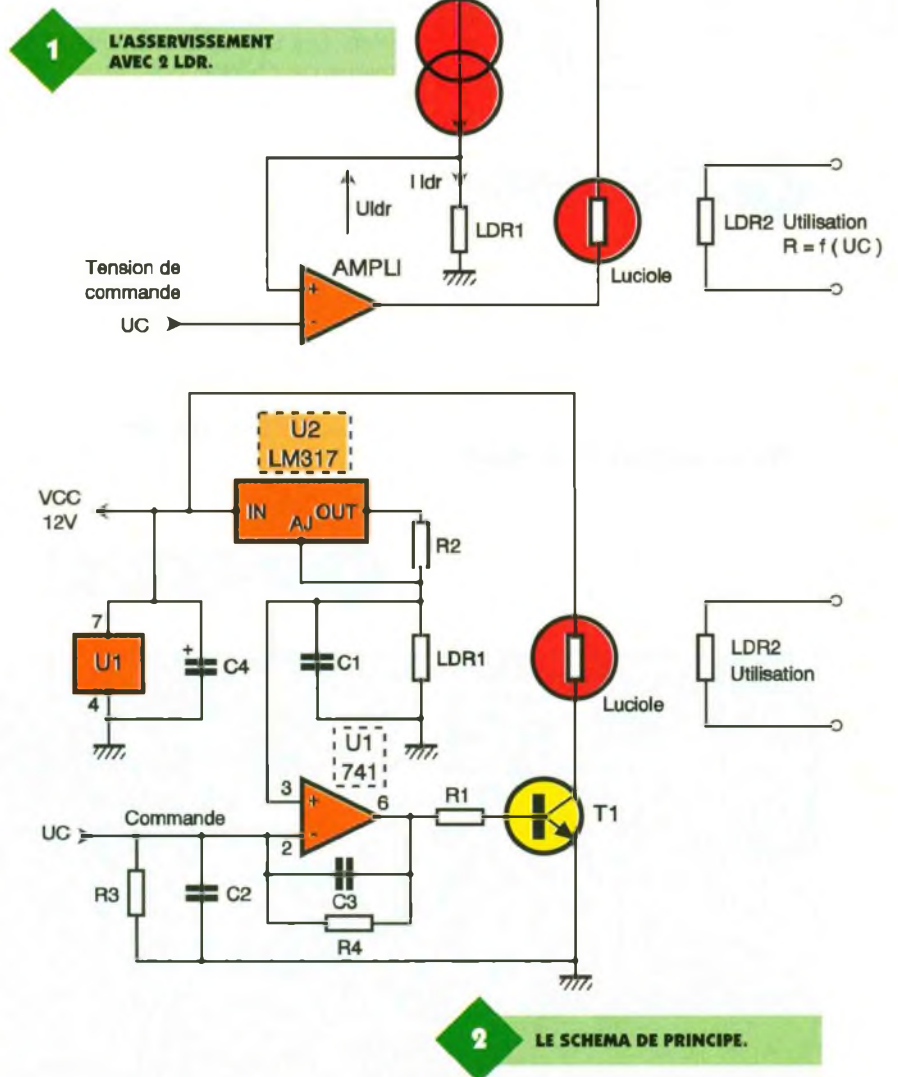 1
L'ASSERVISSEMENT
AVEC 2 LDR.
I ldr
Uldr
LDR1
AMPLI
Tension de
commande
UC
+
-
Luciole
LDR2 Utilisation
R = f ( UC )
U2
LM317
VCC
12V
IN
AJ
OUT
R2
7
U1
4
+
C4
C1
LDR1
LDR2
Utilisation
Luciole
U1
741
3
+
6
R1
T1
UC
Commande
-
2
R3
C2
C3
R4
2
LE SCHEMA DE PRINCIPE.